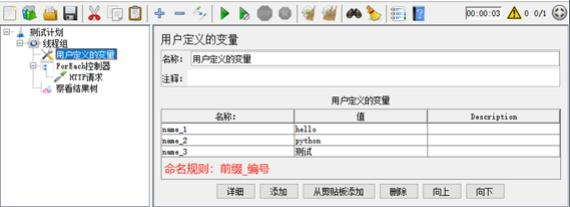 00:00:03 0 0/1
测试计划
线程组
用户定义的变量
ForEach控制器
HTTP请求
察看结果树
用户定义的变量
名称： 用户定义的变量
注释：
用户定义的变量
名称： 值 Description
name_1 hello
name_2 python
name_3 测试
命名规则：前缀_编号
详细 添加 从剪贴板添加 删除 向上 向下